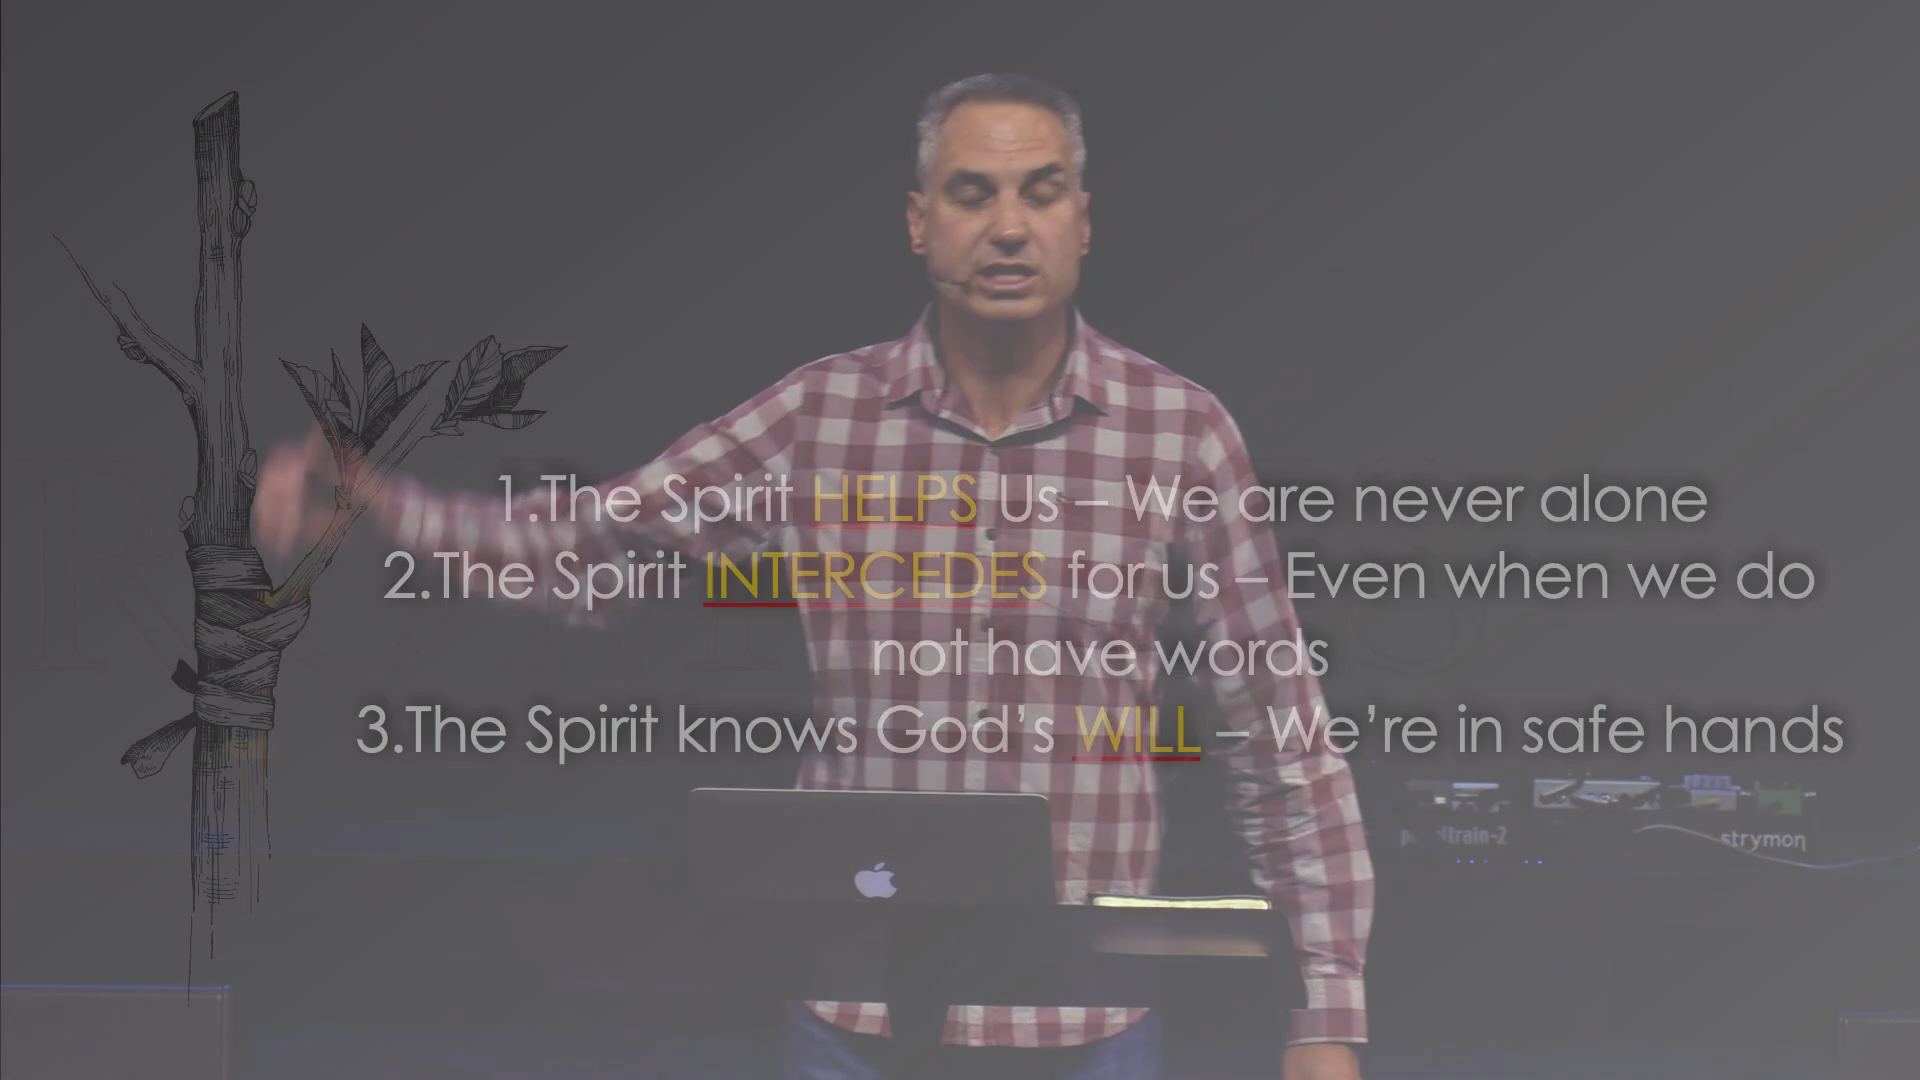 1.The Spirit HELPS Us – We are never alone
2.The Spirit INTERCEDES for us – Even when we do
not have words
3.The Spirit knows God’s WILL – We’re in safe hands
strymon